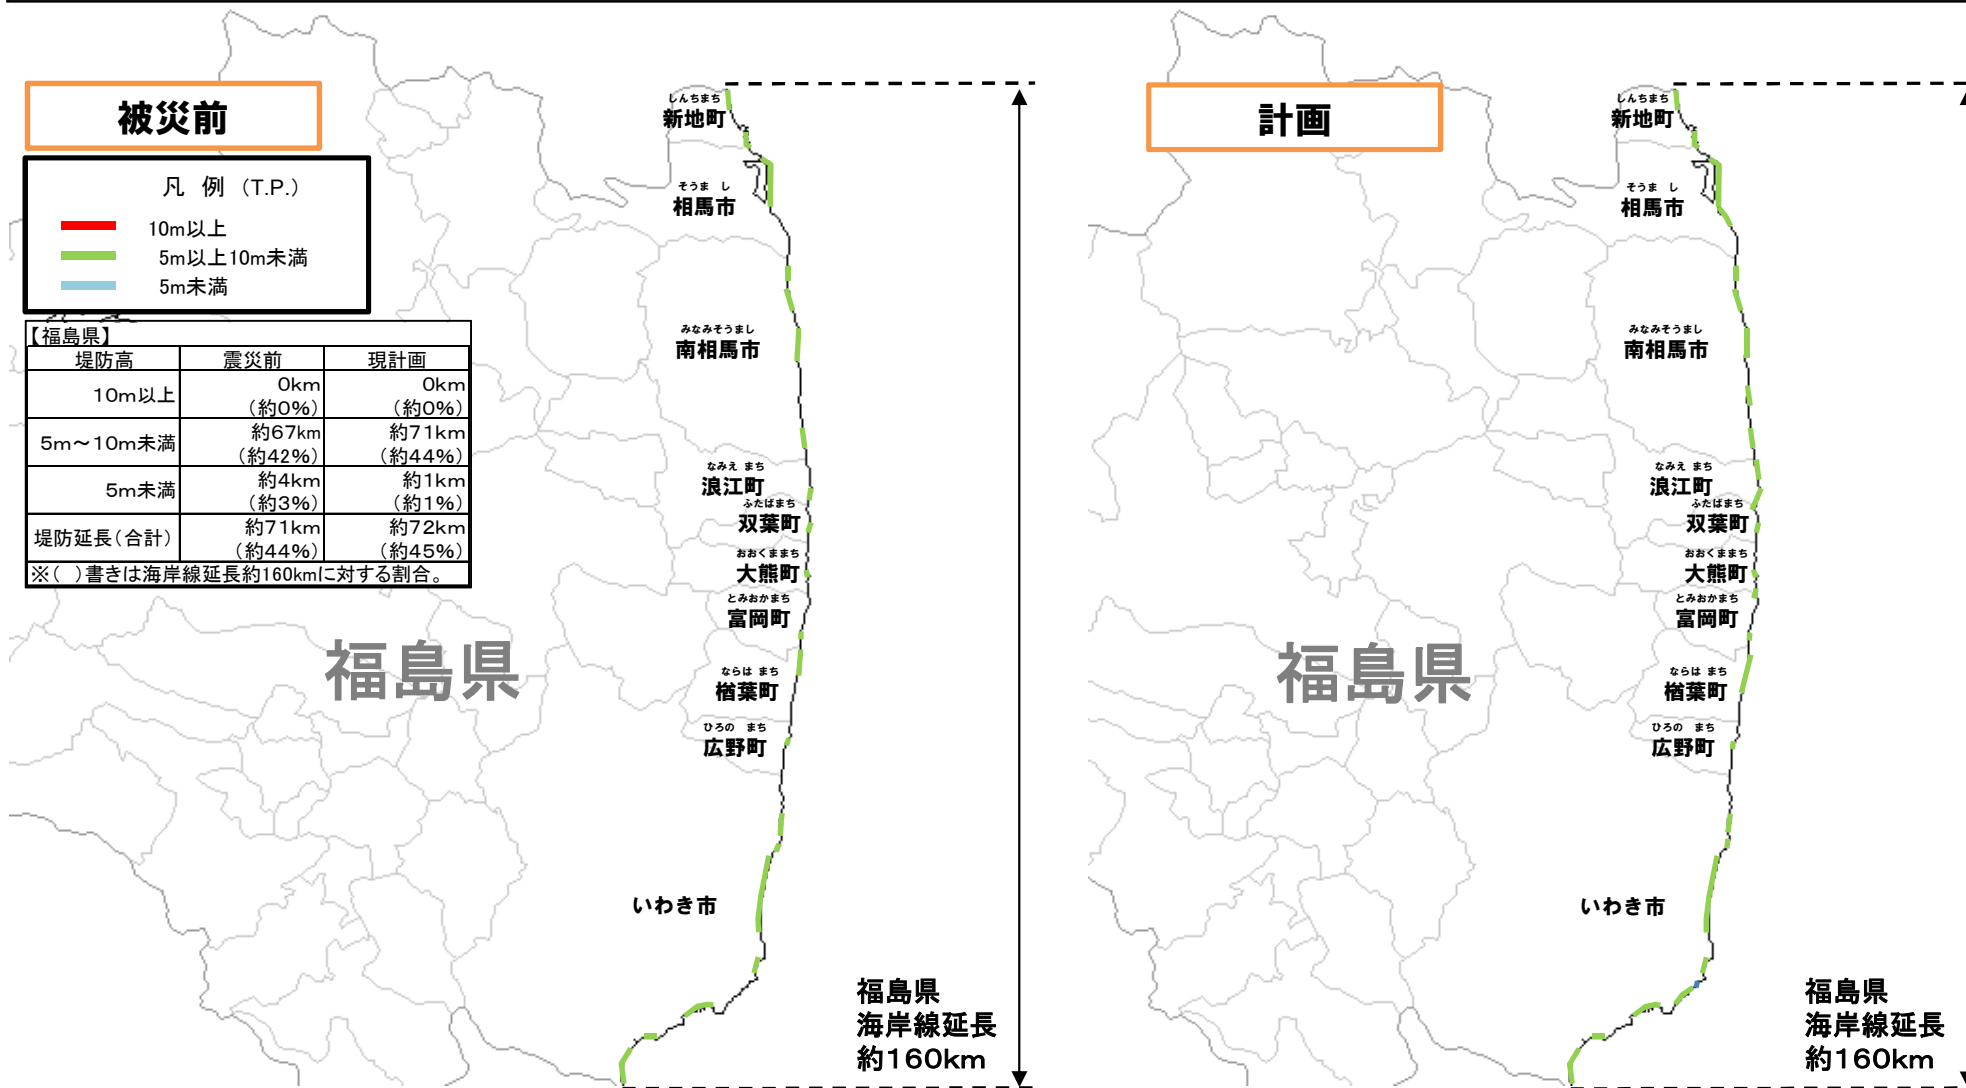 被災前
凡 例 (T.P.)
10m以上
5m以上10m未満
5m未満
【福島県】
堤防高 震災前 現計画
10m以上 0km (約0%) 0km (約0%)
5m～10m未満 約67km (約42%) 約71km (約44%)
5m未満 約4km (約3%) 約1km (約1%)
堤防延長(合計) 約71km (約44%) 約72km (約45%)
※( )書きは海岸線延長約160kmに対する割合。
しんちまち
新地町
そうま し
相馬市
みなみそうまし
南相馬市
なみえ まち
浪江町
ふたばまち
双葉町
おおくままち
大熊町
とみおかまち
富岡町
ならは まち
楢葉町
ひろの まち
広野町
いわき市
福島県
福島県
海岸線延長
約160km
計画
しんちまち
新地町
そうま し
相馬市
みなみそうまし
南相馬市
なみえ まち
浪江町
ふたばまち
双葉町
おおくままち
大熊町
とみおかまち
富岡町
ならは まち
楢葉町
ひろの まち
広野町
いわき市
福島県
福島県
海岸線延長
約160km